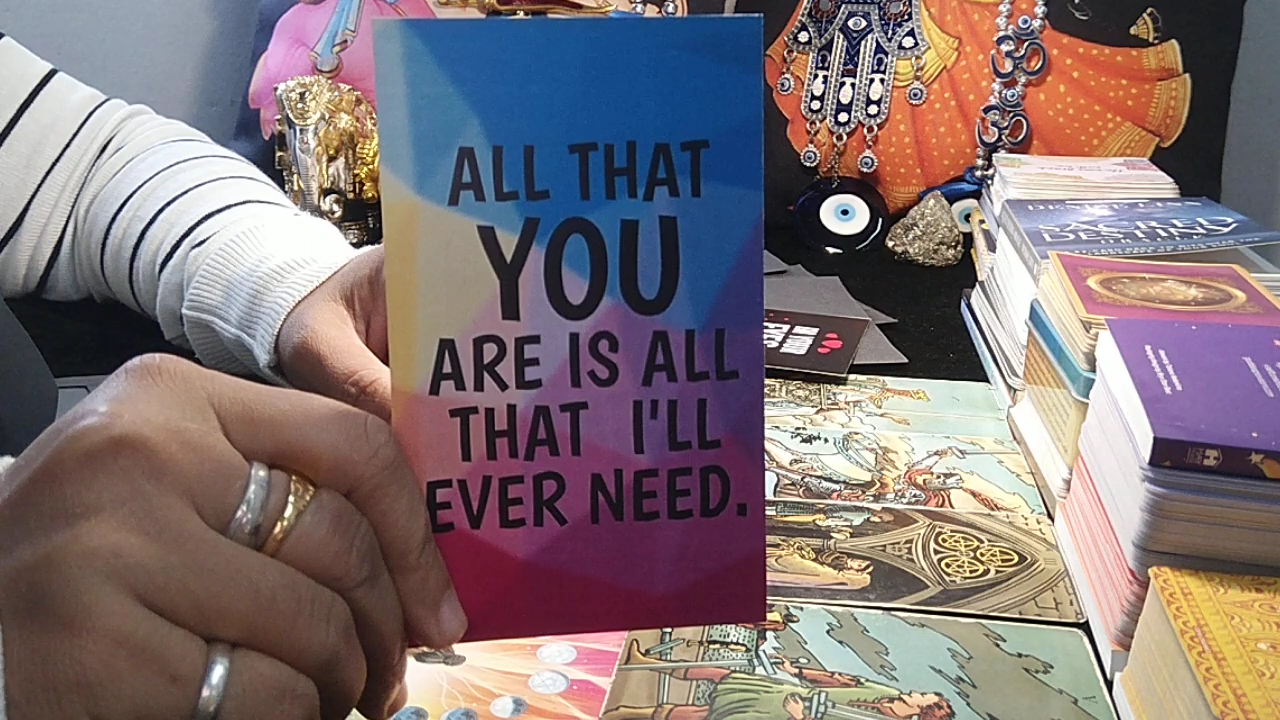 ALL THAT
YOU
ARE IS ALL
THAT I'LL
EVER NEED.
SACRED
DESTINY